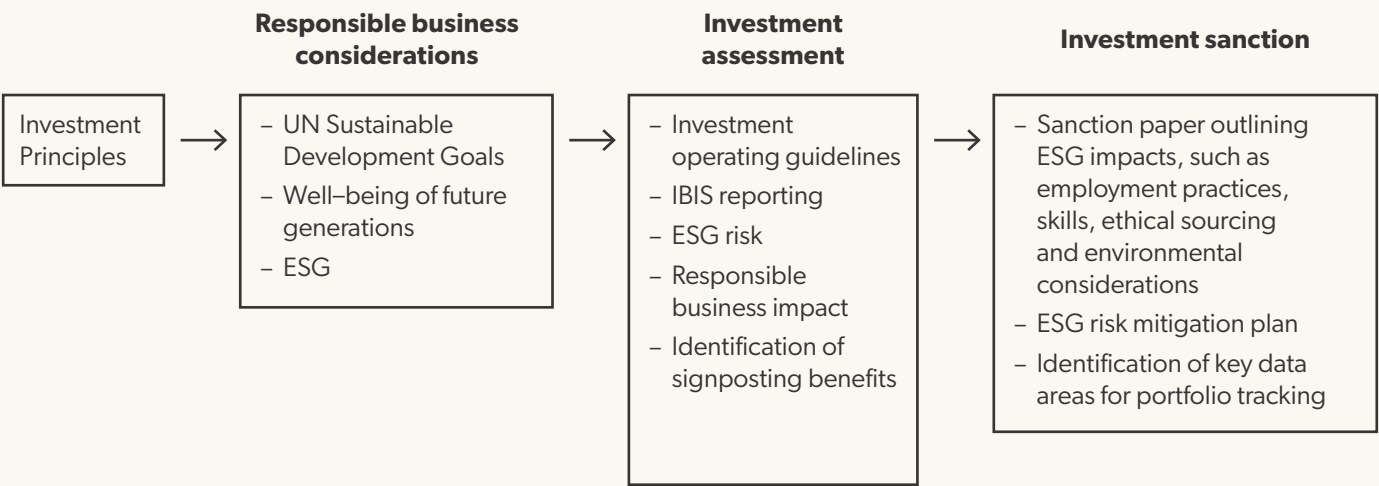 Responsible business
considerations
Investment
assessment
Investment sanction
Investment
Principles
– UN Sustainable
Development Goals
– Well–being of future
generations
– ESG
– Investment
operating guidelines
– IBIS reporting
– ESG risk
– Responsible
business impact
– Identification of
signposting benefits
– Sanction paper outlining
ESG impacts, such as
employment practices,
skills, ethical sourcing
and environmental
considerations
– ESG risk mitigation plan
– Identification of key data
areas for portfolio tracking